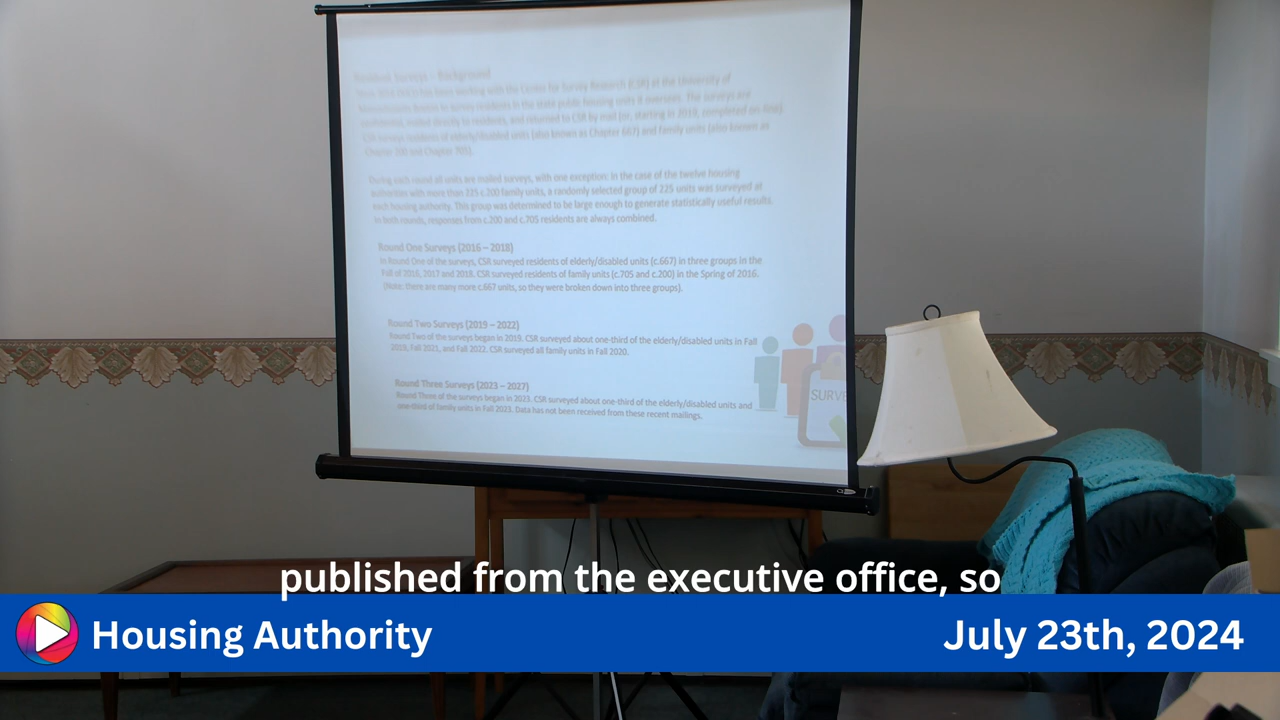 Resident Surveys – Background
Since 2016 has been working with the Center for Survey Research (CSR) at the University of
Massachusetts Boston to survey residents in the state public housing units it oversees. The surveys are
confidential, mailed directly to residents, and returned to CSR by mail (or, starting in 2019, completed on-line).
CSR surveys residents of elderly/disabled units (also known as Chapter 667) and family units (also known as
Chapter 200 and Chapter 705).
During each round all units are mailed surveys, with one exception: in the case of the twelve housing
authorities with more than 225 c.200 family units, a randomly selected group of 225 units was surveyed at
each housing authority. This group was determined to be large enough to generate statistically useful results.
In both rounds, responses from c.200 and c.705 residents are always combined.
Round One Surveys (2016 – 2018)
In Round One of the surveys, CSR surveyed residents of elderly/disabled units (c.667) in three groups in the
Fall of 2016, 2017 and 2018. CSR surveyed residents of family units (c.705 and c.200) in the Spring of 2016.
(Note: there are many more c.667 units, so they were broken down into three groups).
Round Two Surveys (2019 – 2022)
Round Two of the surveys began in 2019. CSR surveyed about one-third of the elderly/disabled units in Fall
2019, Fall 2021, and Fall 2022. CSR surveyed all family units in Fall 2020.
Round Three Surveys (2023 – 2027)
Round Three of the surveys began in 2023. CSR surveyed about one-third of the elderly/disabled units and
one-third of family units in Fall 2023. Data has not been received from these recent mailings.
SURVE
published from the executive office, so
Housing Authority
July 23th, 2024